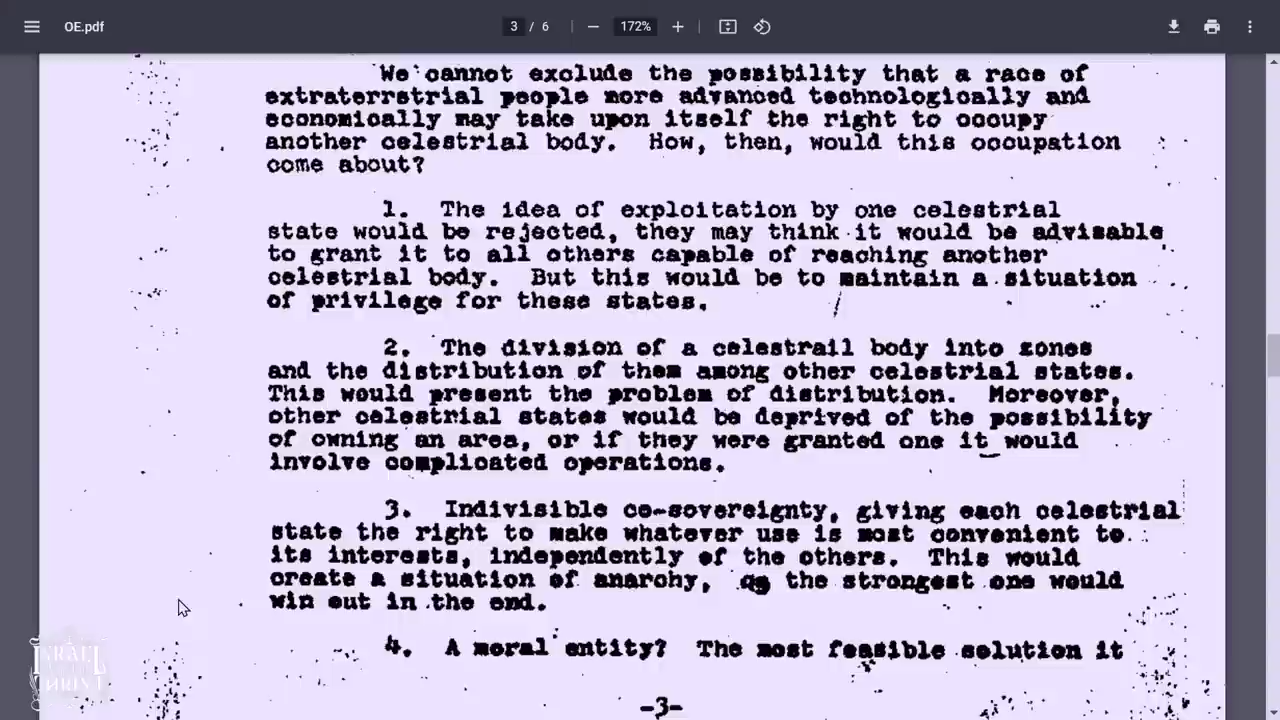 OE.pdf
3 / 6
172%
We cannot exclude the possibility that a race of
extraterrstrial people more advanced technologically and
economically may take upon itself the right to occupy
another celestrial body. How, then, would this occupation
come about?
1. The idea of exploitation by one celestrial
state would be rejected, they may think it would be advisable
to grant it to all others capable of reaching another
celestrial body. But this would be to maintain a situation
of privilege for these states.
2. The division of a celestrail body into zones
and the distribution of them among other celestrial states.
This would present the problem of distribution. Moreover,
other celestrial states would be deprived of the possibility
of owning an area, or if they were granted one it would
involve complicated operations.
3. Indivisible co-sovereignty, giving each celestrial
state the right to make whatever use is most convenient to
its interests, independently of the others. This would
create a situation of anarchy, as the strongest one would
win out in the end.
4. A moral entity? The most feasible solution it
-3-
ISRAEL
CHRIST